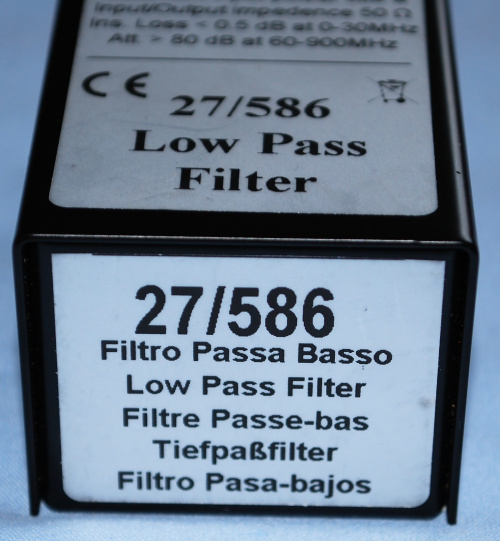 Input/Output Impedence 50 Ω
Ins. Loss < 0.5 dB at 0-30MHz
Att. > 80 dB at 60-900MHz
CE
27/586
Low Pass
Filter
27/586
Filtro Passa Basso
Low Pass Filter
Filtre Passe-bas
Tiefpaßfilter
Filtro Pasa-bajos